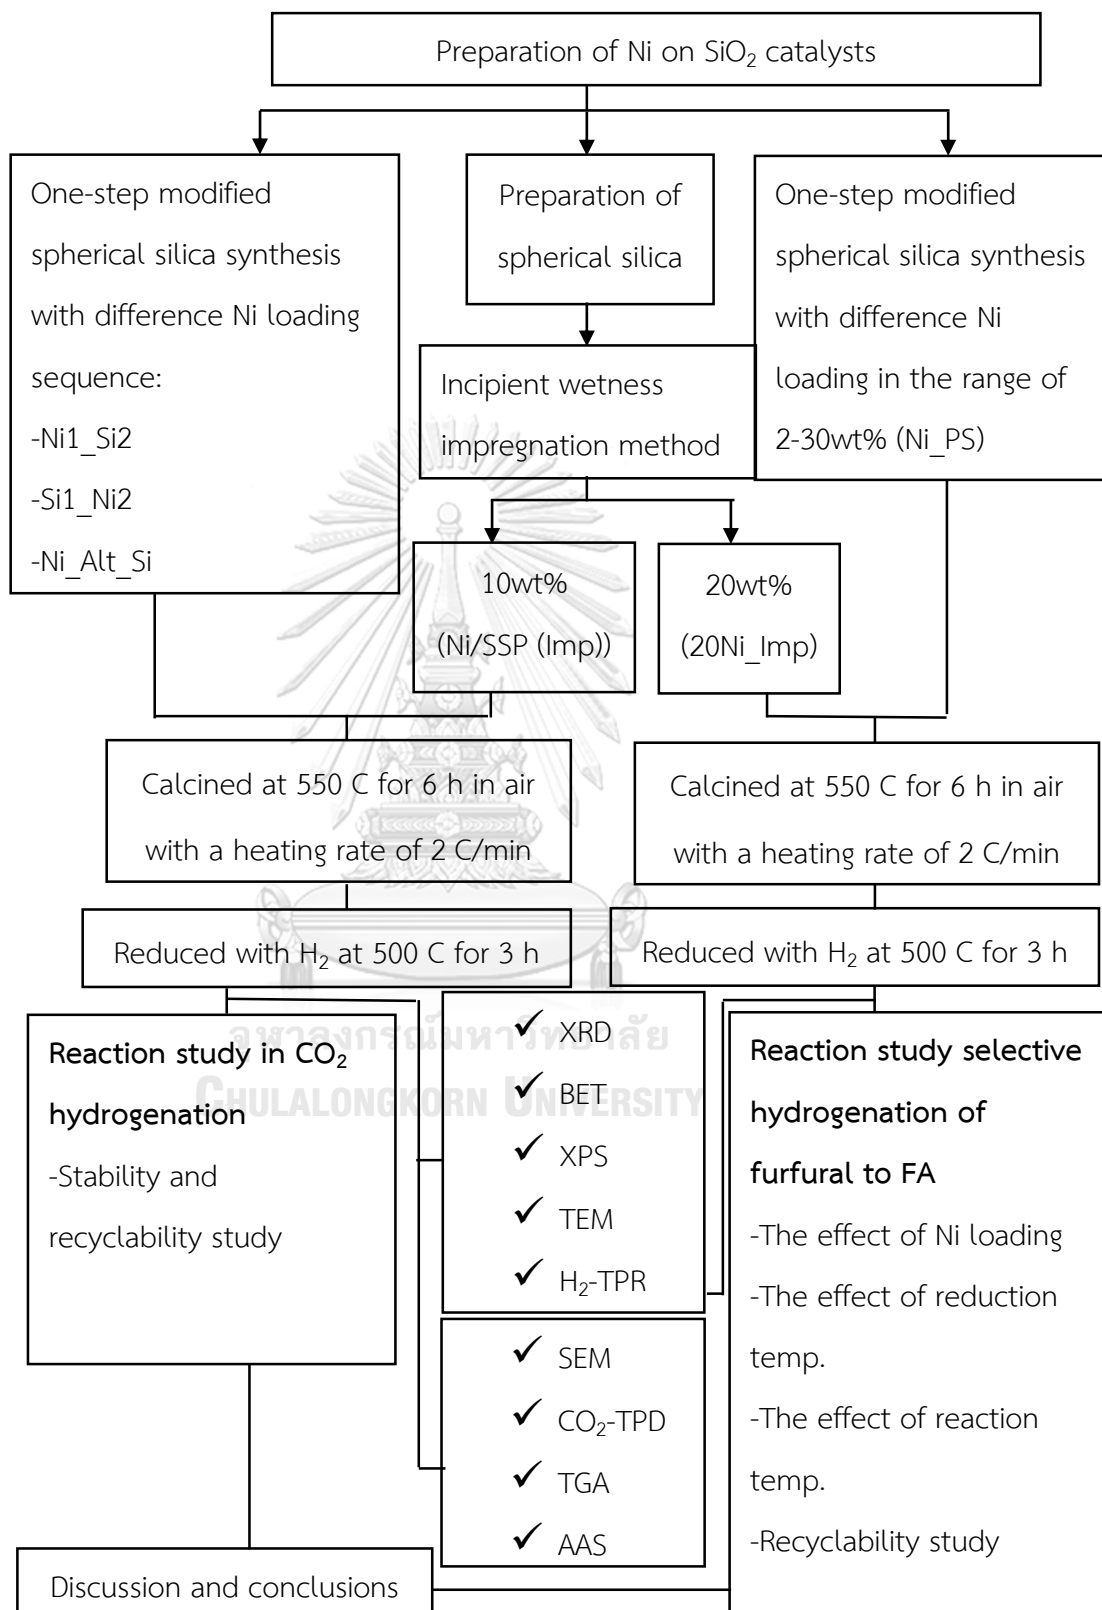 Preparation of Ni on SiO₂ catalysts
One-step modified
spherical silica synthesis
with difference Ni loading
sequence:
-Ni1_Si2
-Si1_Ni2
-Ni_Alt_Si
Preparation of
spherical silica
One-step modified
spherical silica synthesis
with difference Ni
loading in the range of
2-30wt% (Ni_PS)
Incipient wetness
impregnation method
10wt%
(Ni/SSP (Imp))
20wt%
(20Ni_Imp)
Calcined at 550 C for 6 h in air
with a heating rate of 2 C/min
Calcined at 550 C for 6 h in air
with a heating rate of 2 C/min
Reduced with H₂ at 500 C for 3 h
Reduced with H₂ at 500 C for 3 h
Reaction study in CO₂
hydrogenation
-Stability and
recyclability study
✓ XRD
✓ BET
✓ XPS
✓ TEM
✓ H₂-TPR
✓ SEM
✓ CO₂-TPD
✓ TGA
✓ AAS
Reaction study selective
hydrogenation of
furfural to FA
-The effect of Ni loading
-The effect of reduction
temp.
-The effect of reaction
temp.
-Recyclability study
Discussion and conclusions
จุฬาลงกรณ์มหาวิทยาลัย
CHULALONGKORN UNIVERSITY